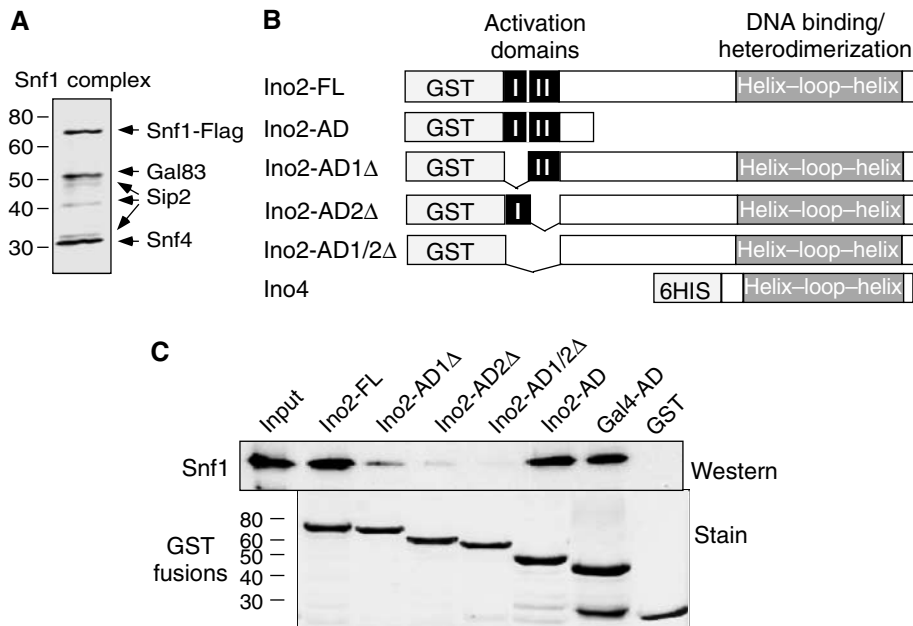 A
Snf1 complex
80
60
50
40
30
Snf1-Flag
Gal83
Sip2
Snf4
B
Activation domains
DNA binding/ heterodimerization
Ino2-FL GST I II Helix–loop–helix
Ino2-AD GST I II
Ino2-AD1Δ GST II Helix–loop–helix
Ino2-AD2Δ GST I Helix–loop–helix
Ino2-AD1/2Δ GST Helix–loop–helix
Ino4 6HIS Helix–loop–helix
C
Input Ino2-FL Ino2-AD1Δ Ino2-AD2Δ Ino2-AD1/2Δ Ino2-AD Gal4-AD GST
Snf1 Western
GST fusions
80
60
50
40
30
Stain